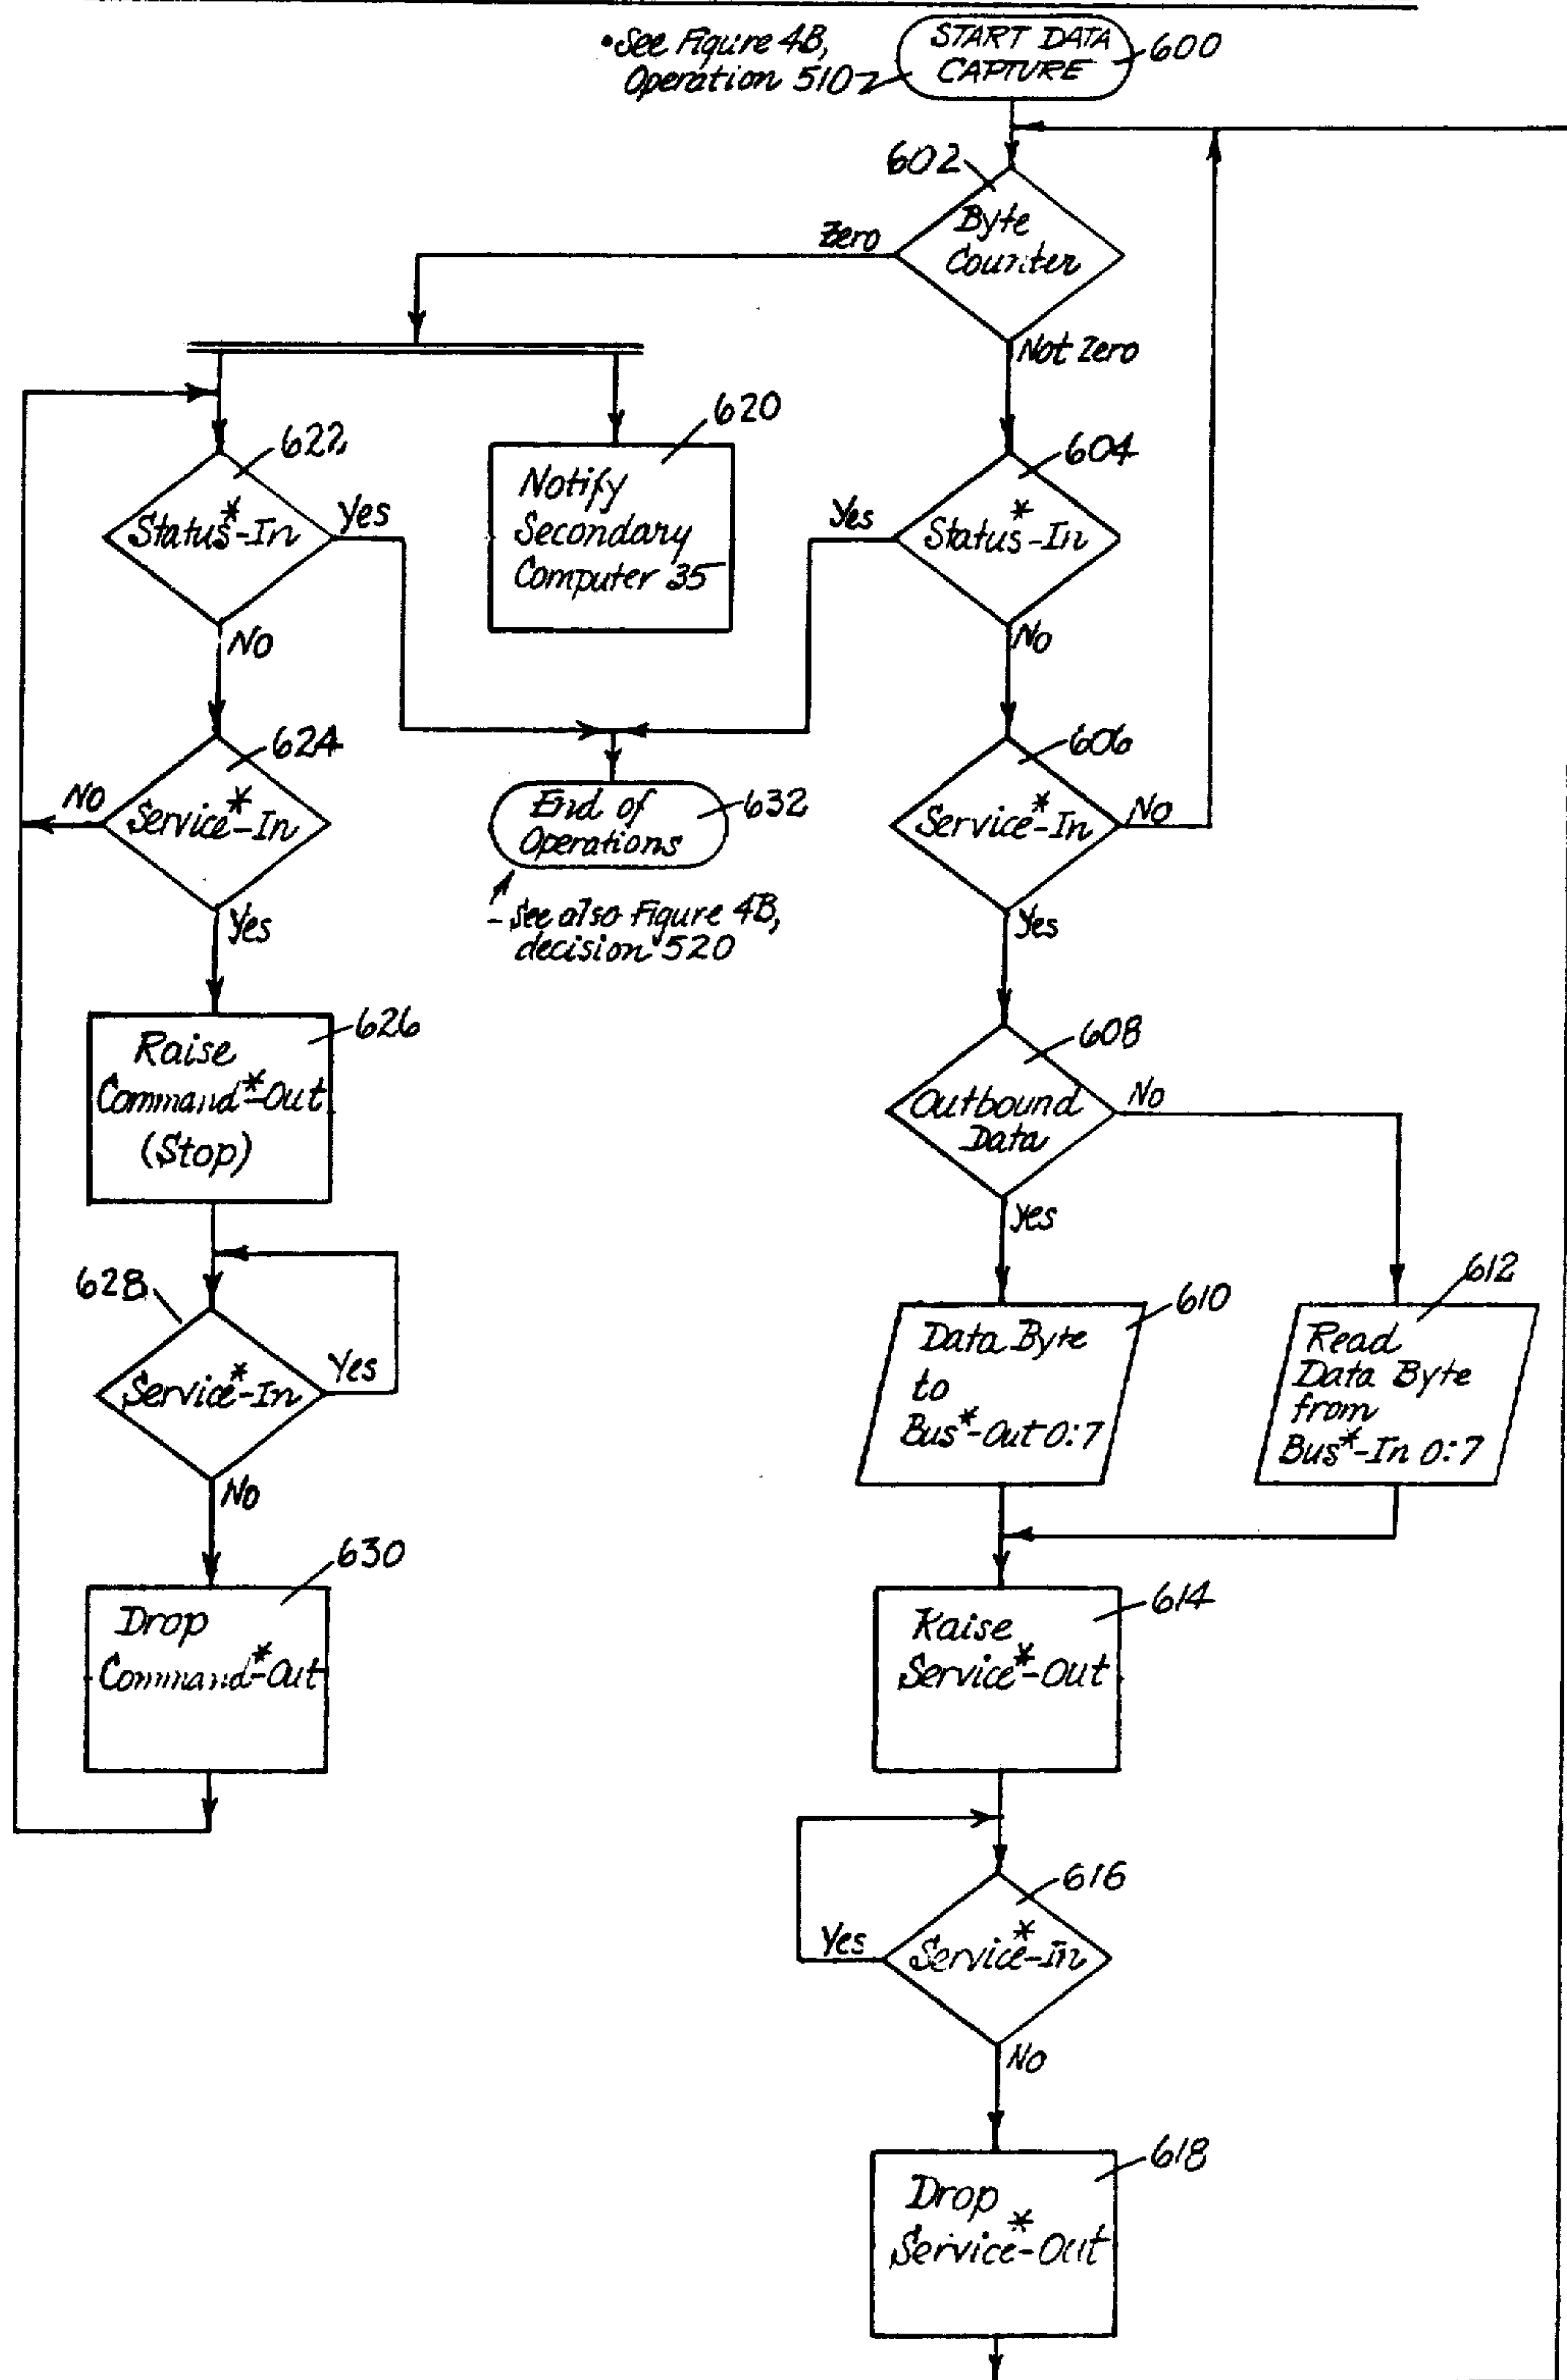 •See Figure 4B,
Operation 510
START DATA
CAPTURE
600
602
Byte
Counter
Zero
Not Zero
620
Notify
Secondary
Computer 35
622
Status*-In
Yes
No
604
Status*-In
Yes
No
624
Service*-In
No
Yes
End of
Operations
632
- See also Figure 4B,
decision 520
606
Service*-In
No
Yes
626
Raise
Command*-Out
(Stop)
608
Outbound
Data
No
Yes
628
Service*-In
Yes
No
610
Data Byte
to
Bus*-Out 0:7
612
Read
Data Byte
from
Bus*-In 0:7
630
Drop
Command*-Out
614
Raise
Service*-Out
616
Service*-In
Yes
No
618
Drop
Service*-Out